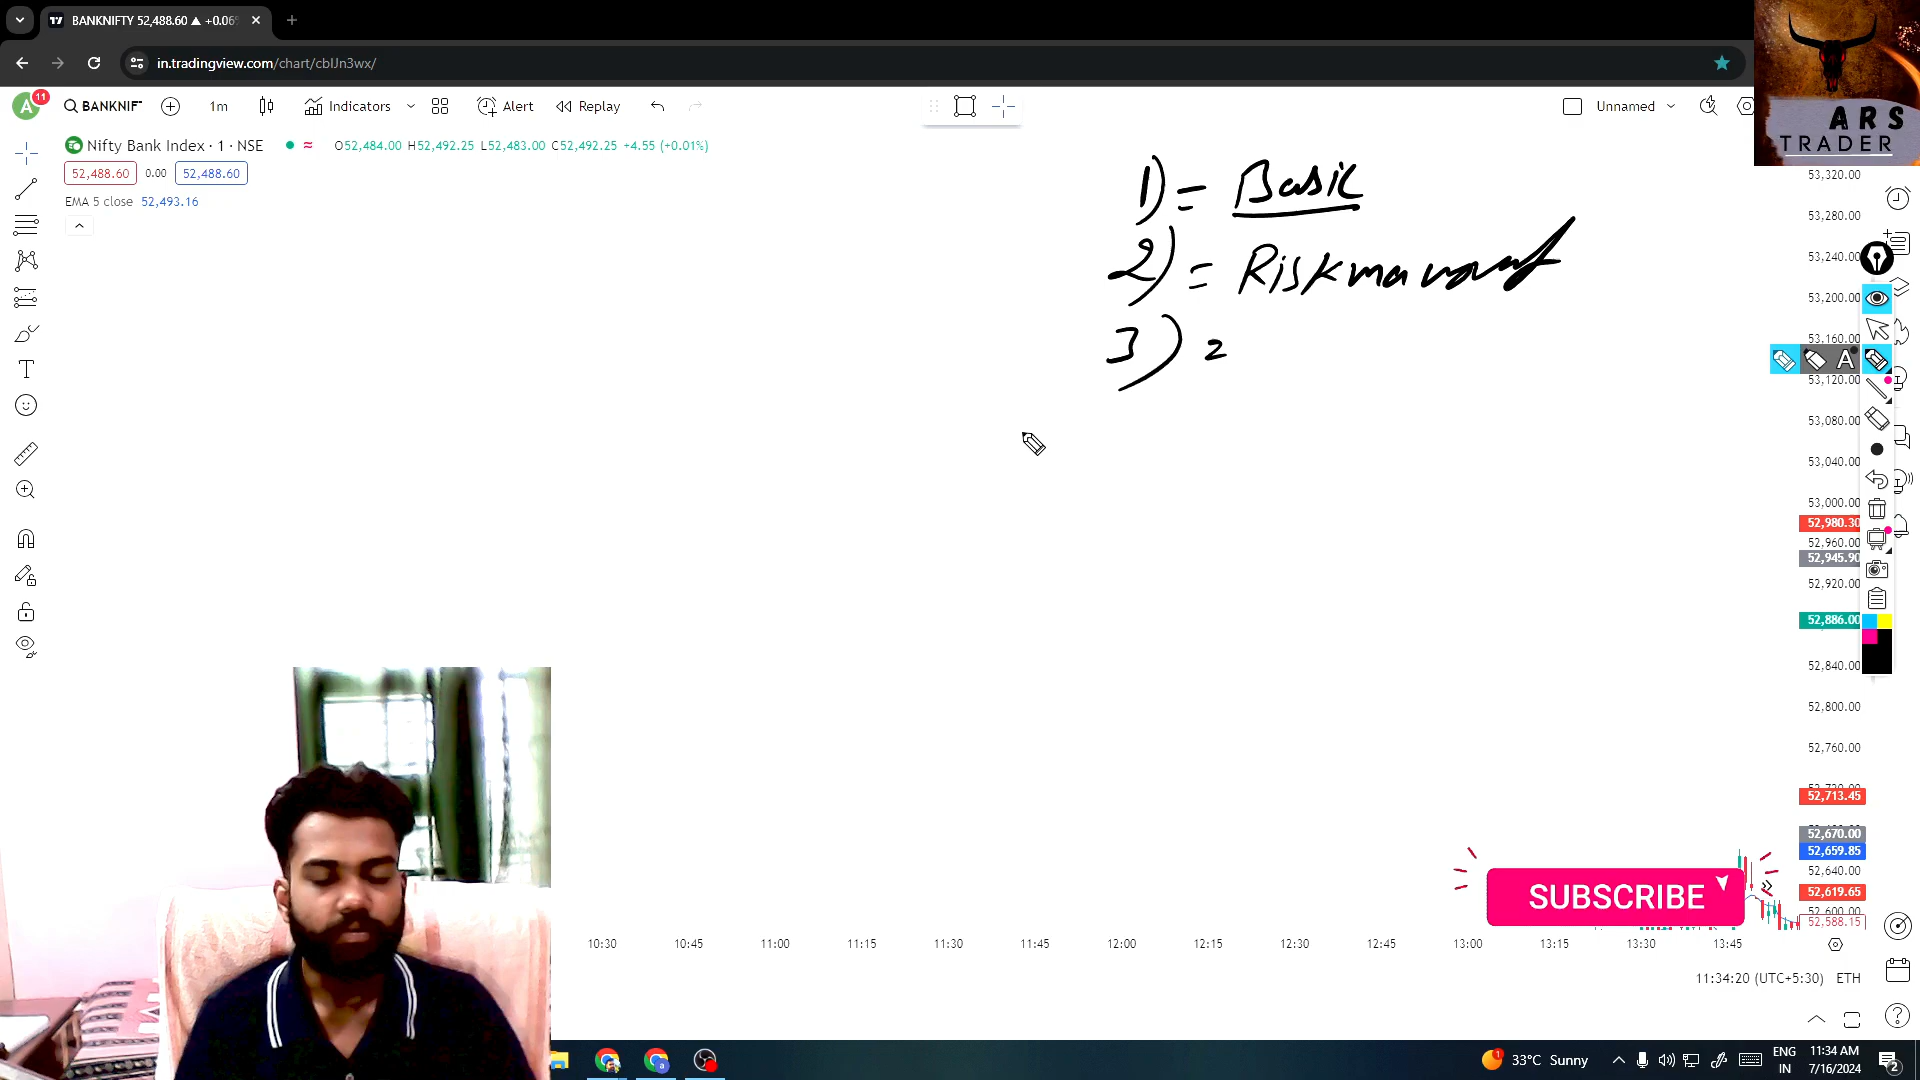 BANKNIFTY 52,488.60 ▲ +0.06%
in.tradingview.com/chart/cbIJn3wx/
A 11 BANKNIF 1m Indicators Alert Replay Unnamed
ARS
TRADER
Nifty Bank Index · 1 · NSE O52,484.00 H52,492.25 L52,483.00 C52,492.25 +4.55 (+0.01%)
52,488.60 0.00 52,488.60
EMA 5 close 52,493.16
1) = Basic
2) = Risk
3) =
53,320.00
53,280.00
53,240.00
53,200.00
53,160.00
A
53,120.00
53,080.00
53,040.00
53,000.00
52,980.30
52,960.00
52,945.90
52,920.00
52,886.00
52,840.00
52,800.00
52,760.00
52,713.45
52,670.00
52,659.85
52,640.00
52,619.65
52,600.00
52,588.15
SUBSCRIBE
10:30 10:45 11:00 11:15 11:30 11:45 12:00 12:15 12:30 12:45 13:00 13:15 13:30 13:45
11:34:20 (UTC+5:30) ETH
33°C Sunny
ENG
IN
11:34 AM
7/16/2024
2